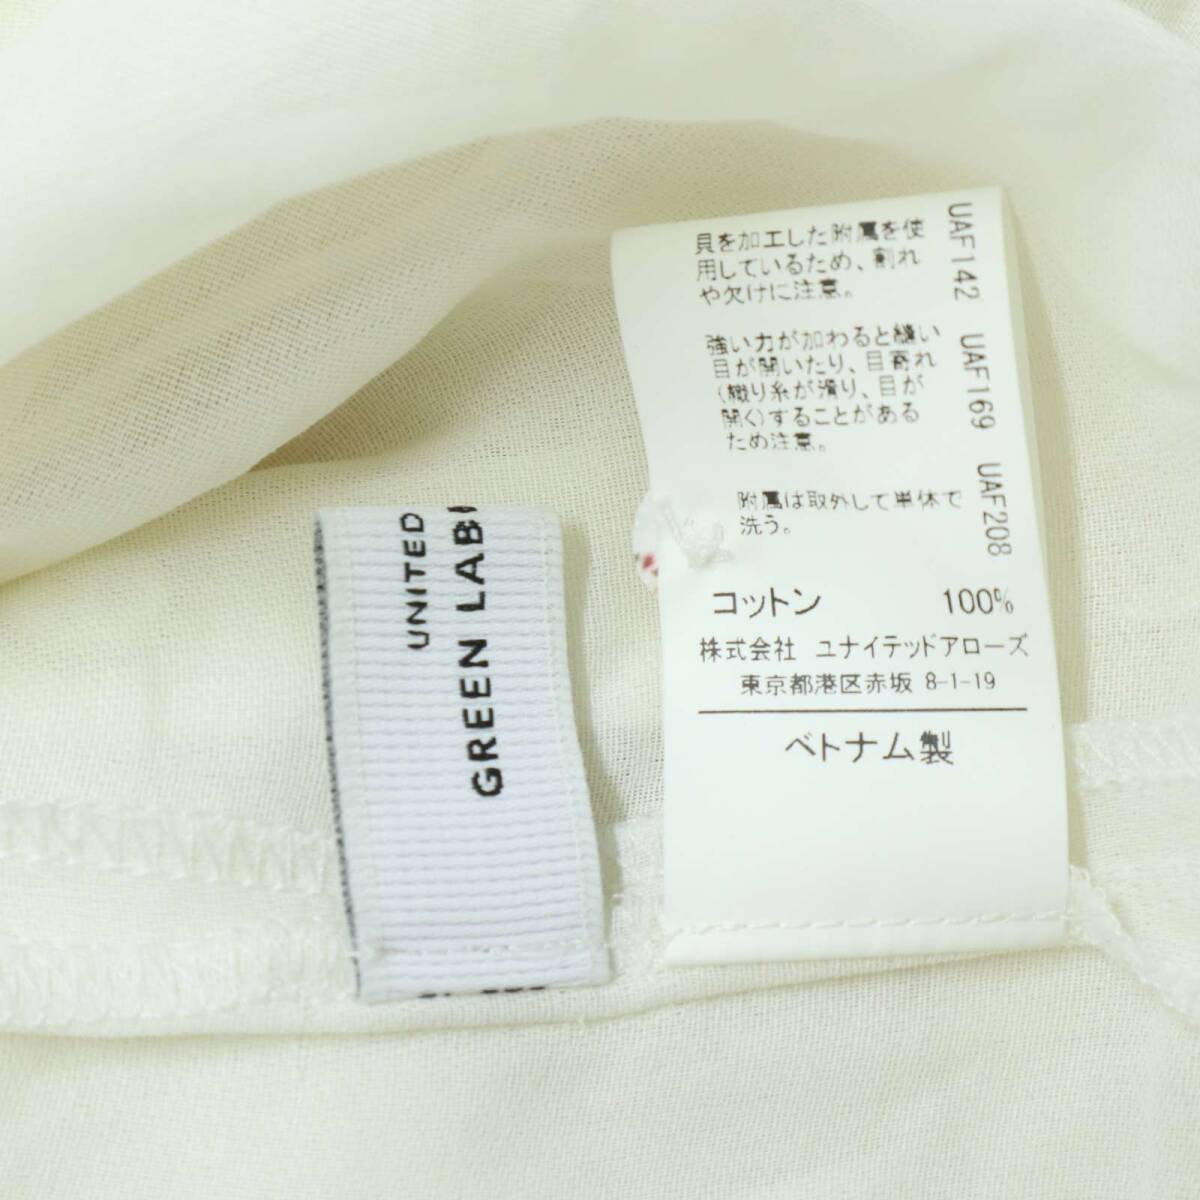 UNITED
GREEN LAB
貝を加工した附属を使
用しているため、割れ
や欠けに注意。
強い力が加わると縫い
目が開いたり、目寄れ
(織り糸が滑り、目が
開く)することがある
ため注意。
附属は取外して単体で
洗う。
UAF142 UAF169 UAF208
コットン 100%
株式会社 ユナイテッドアローズ
東京都港区赤坂 8-1-19
ベトナム製